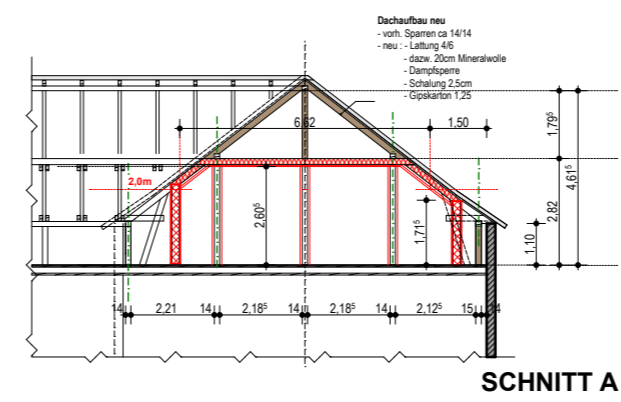 Dachaufbau neu
- vorh. Sparren ca 14/14
- neu : - Lattung 4/6
- dazw. 20cm Mineralwolle
- Dampfsperre
- Schalung 2,5cm
- Gipskarton 1,25
6,62
1,50
1,79⁵
4,61⁵
2,0m
2,60⁵
1,71⁵
2,82
1,10
14 2,21 14 2,18⁵ 14 2,18⁵ 14 2,12⁵ 15 14
SCHNITT A